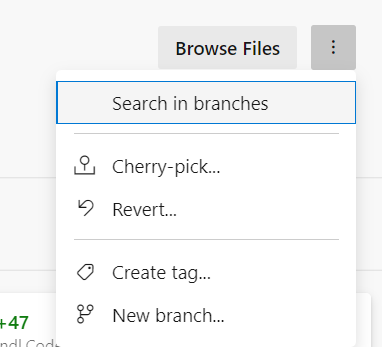 Browse Files
Search in branches
Cherry-pick...
Revert...
Create tag...
New branch...
+47